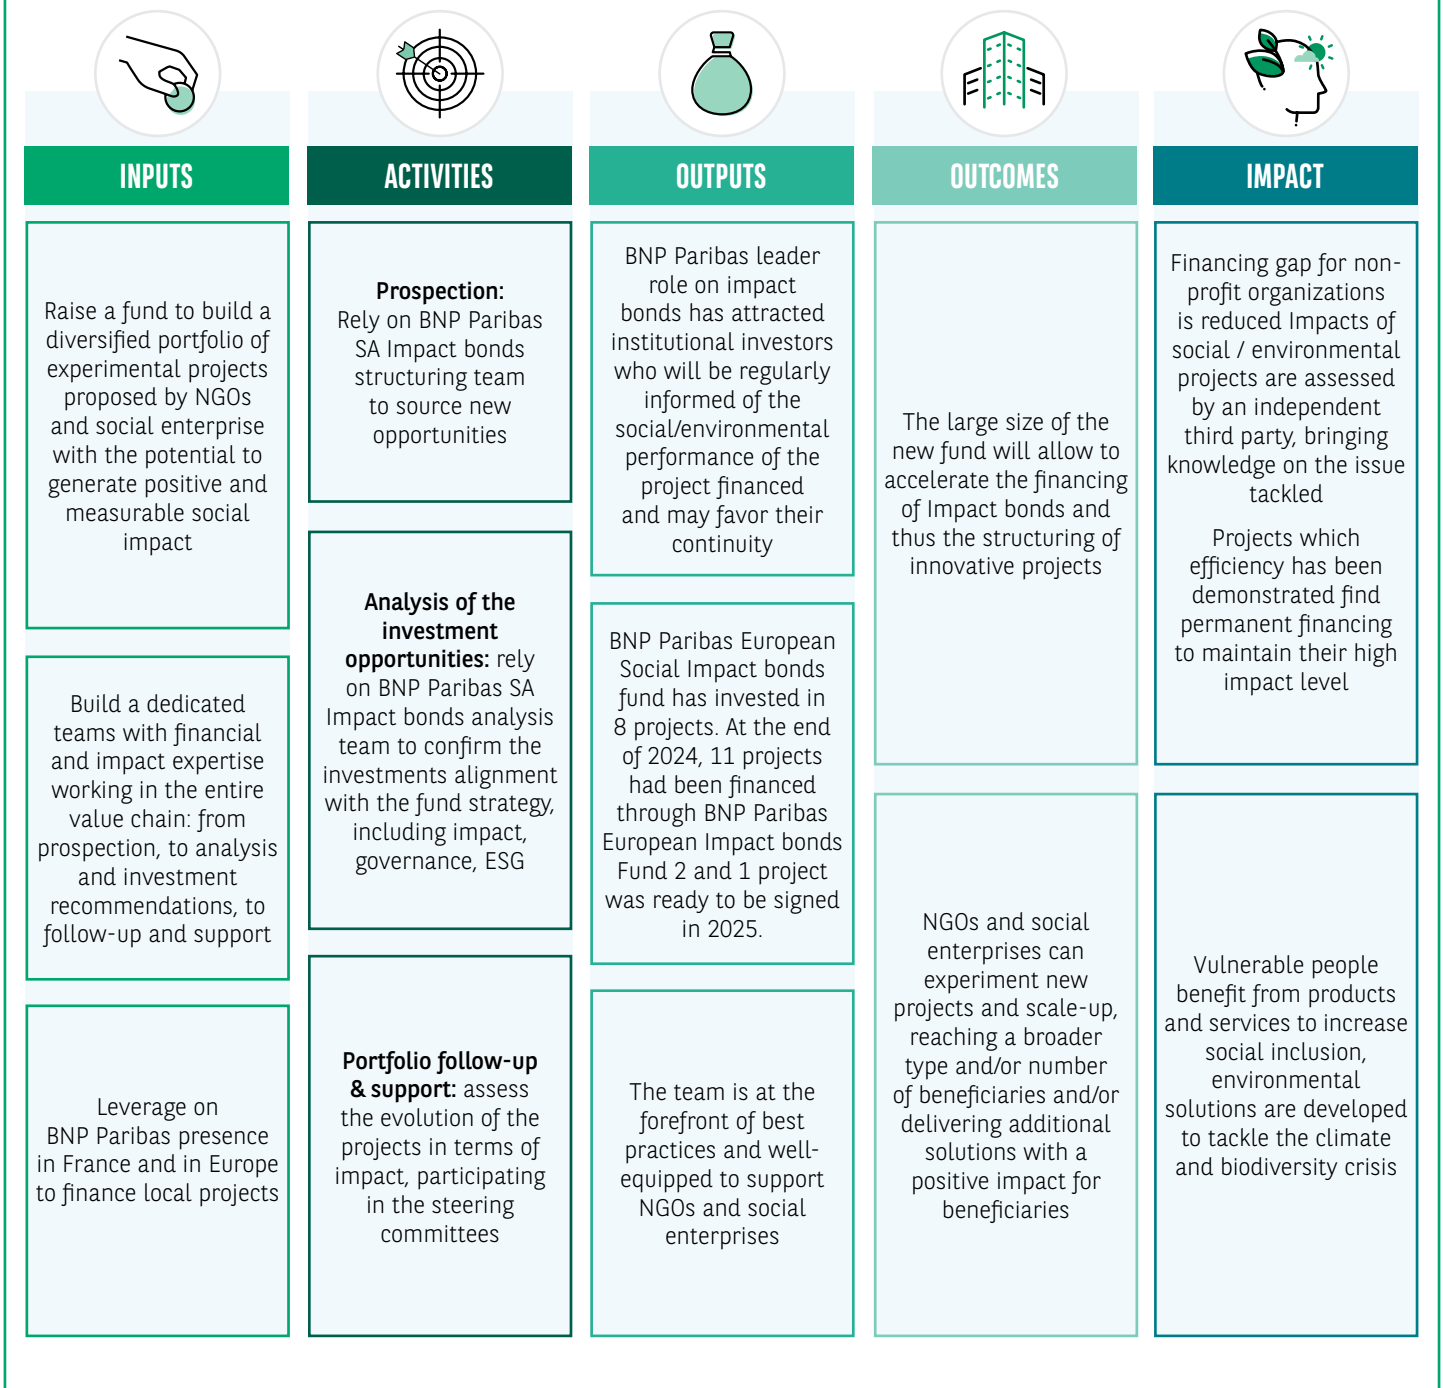 INPUTS
Raise a fund to build a
diversified portfolio of
experimental projects
proposed by NGOs
and social enterprise
with the potential to
generate positive and
measurable social
impact
Build a dedicated
teams with financial
and impact expertise
working in the entire
value chain: from
prospection, to analysis
and investment
recommendations, to
follow-up and support
Leverage on
BNP Paribas presence
in France and in Europe
to finance local projects
ACTIVITIES
Prospection:
Rely on BNP Paribas
SA Impact bonds
structuring team
to source new
opportunities
Analysis of the
investment
opportunities: rely
on BNP Paribas SA
Impact bonds analysis
team to confirm the
investments alignment
with the fund strategy,
including impact,
governance, ESG
Portfolio follow-up
& support: assess
the evolution of the
projects in terms of
impact, participating
in the steering
committees
OUTPUTS
BNP Paribas leader
role on impact
bonds has attracted
institutional investors
who will be regularly
informed of the
social/environmental
performance of the
project financed
and may favor their
continuity
BNP Paribas European
Social Impact bonds
fund has invested in
8 projects. At the end
of 2024, 11 projects
had been financed
through BNP Paribas
European Impact bonds
Fund 2 and 1 project
was ready to be signed
in 2025.
The team is at the
forefront of best
practices and well-
equipped to support
NGOs and social
enterprises
OUTCOMES
The large size of the
new fund will allow to
accelerate the financing
of Impact bonds and
thus the structuring of
innovative projects
NGOs and social
enterprises can
experiment new
projects and scale-up,
reaching a broader
type and/or number
of beneficiaries and/or
delivering additional
solutions with a
positive impact for
beneficiaries
IMPACT
Financing gap for non-
profit organizations
is reduced Impacts of
social / environmental
projects are assessed
by an independent
third party, bringing
knowledge on the issue
tackled
Projects which
efficiency has been
demonstrated find
permanent financing
to maintain their high
impact level
Vulnerable people
benefit from products
and services to increase
social inclusion,
environmental
solutions are developed
to tackle the climate
and biodiversity crisis